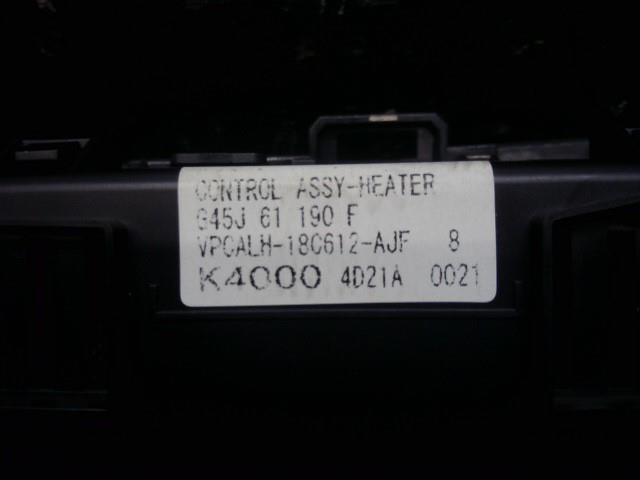 CONTROL ASSY-HEATER
G45J 61 190 F
VPCALH-18C612-AJF 8
K4000 4D21A 0021